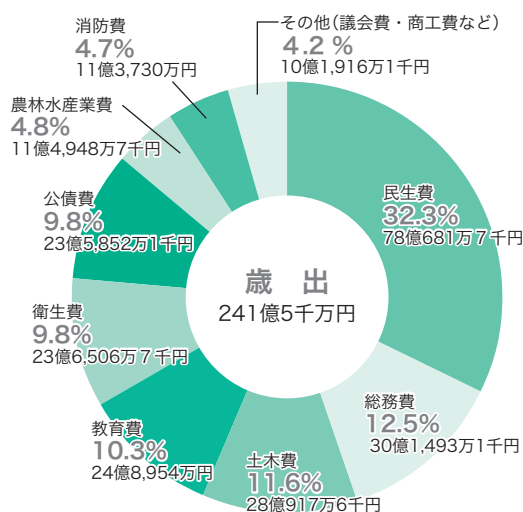 歳 出
241億5千万円
民生費
32.3%
78億681万7千円
総務費
12.5%
30億1,493万1千円
土木費
11.6%
28億917万6千円
教育費
10.3%
24億8,954万円
衛生費
9.8%
23億6,506万7千円
公債費
9.8%
23億5,852万1千円
農林水産業費
4.8%
11億4,948万7千円
消防費
4.7%
11億3,730万円
その他(議会費・商工費など)
4.2 %
10億1,916万1千円